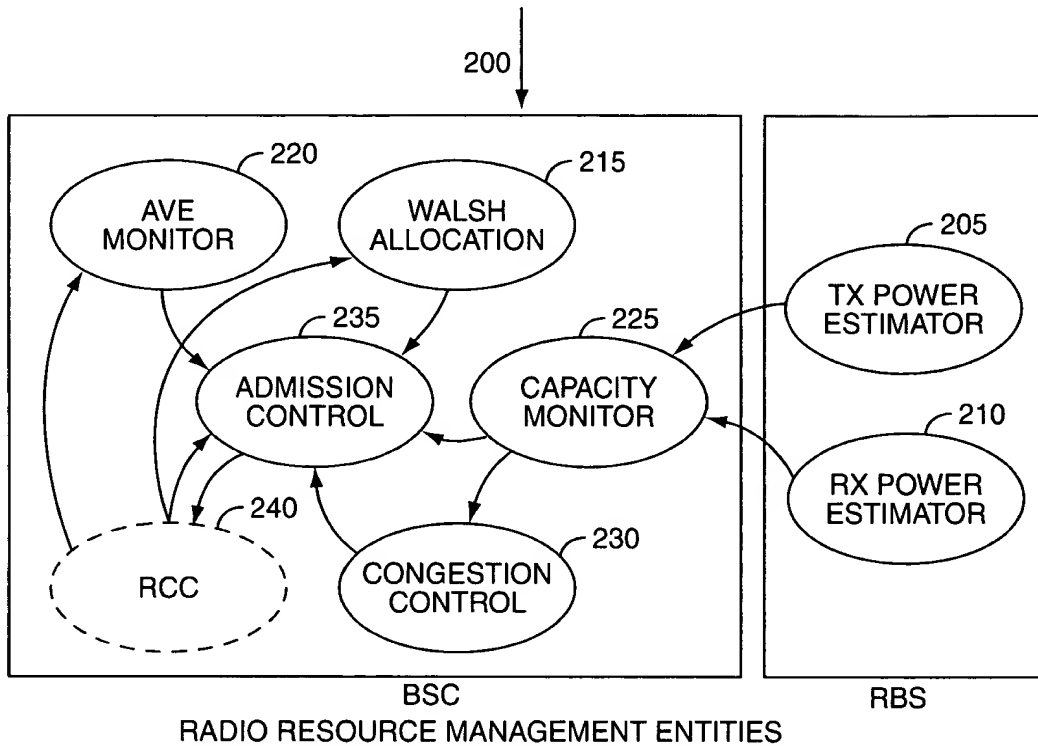 200
220
AVE
MONITOR
215
WALSH
ALLOCATION
205
TX POWER
ESTIMATOR
235
ADMISSION
CONTROL
225
CAPACITY
MONITOR
210
RX POWER
ESTIMATOR
240
RCC
230
CONGESTION
CONTROL
BSC
RBS
RADIO RESOURCE MANAGEMENT ENTITIES